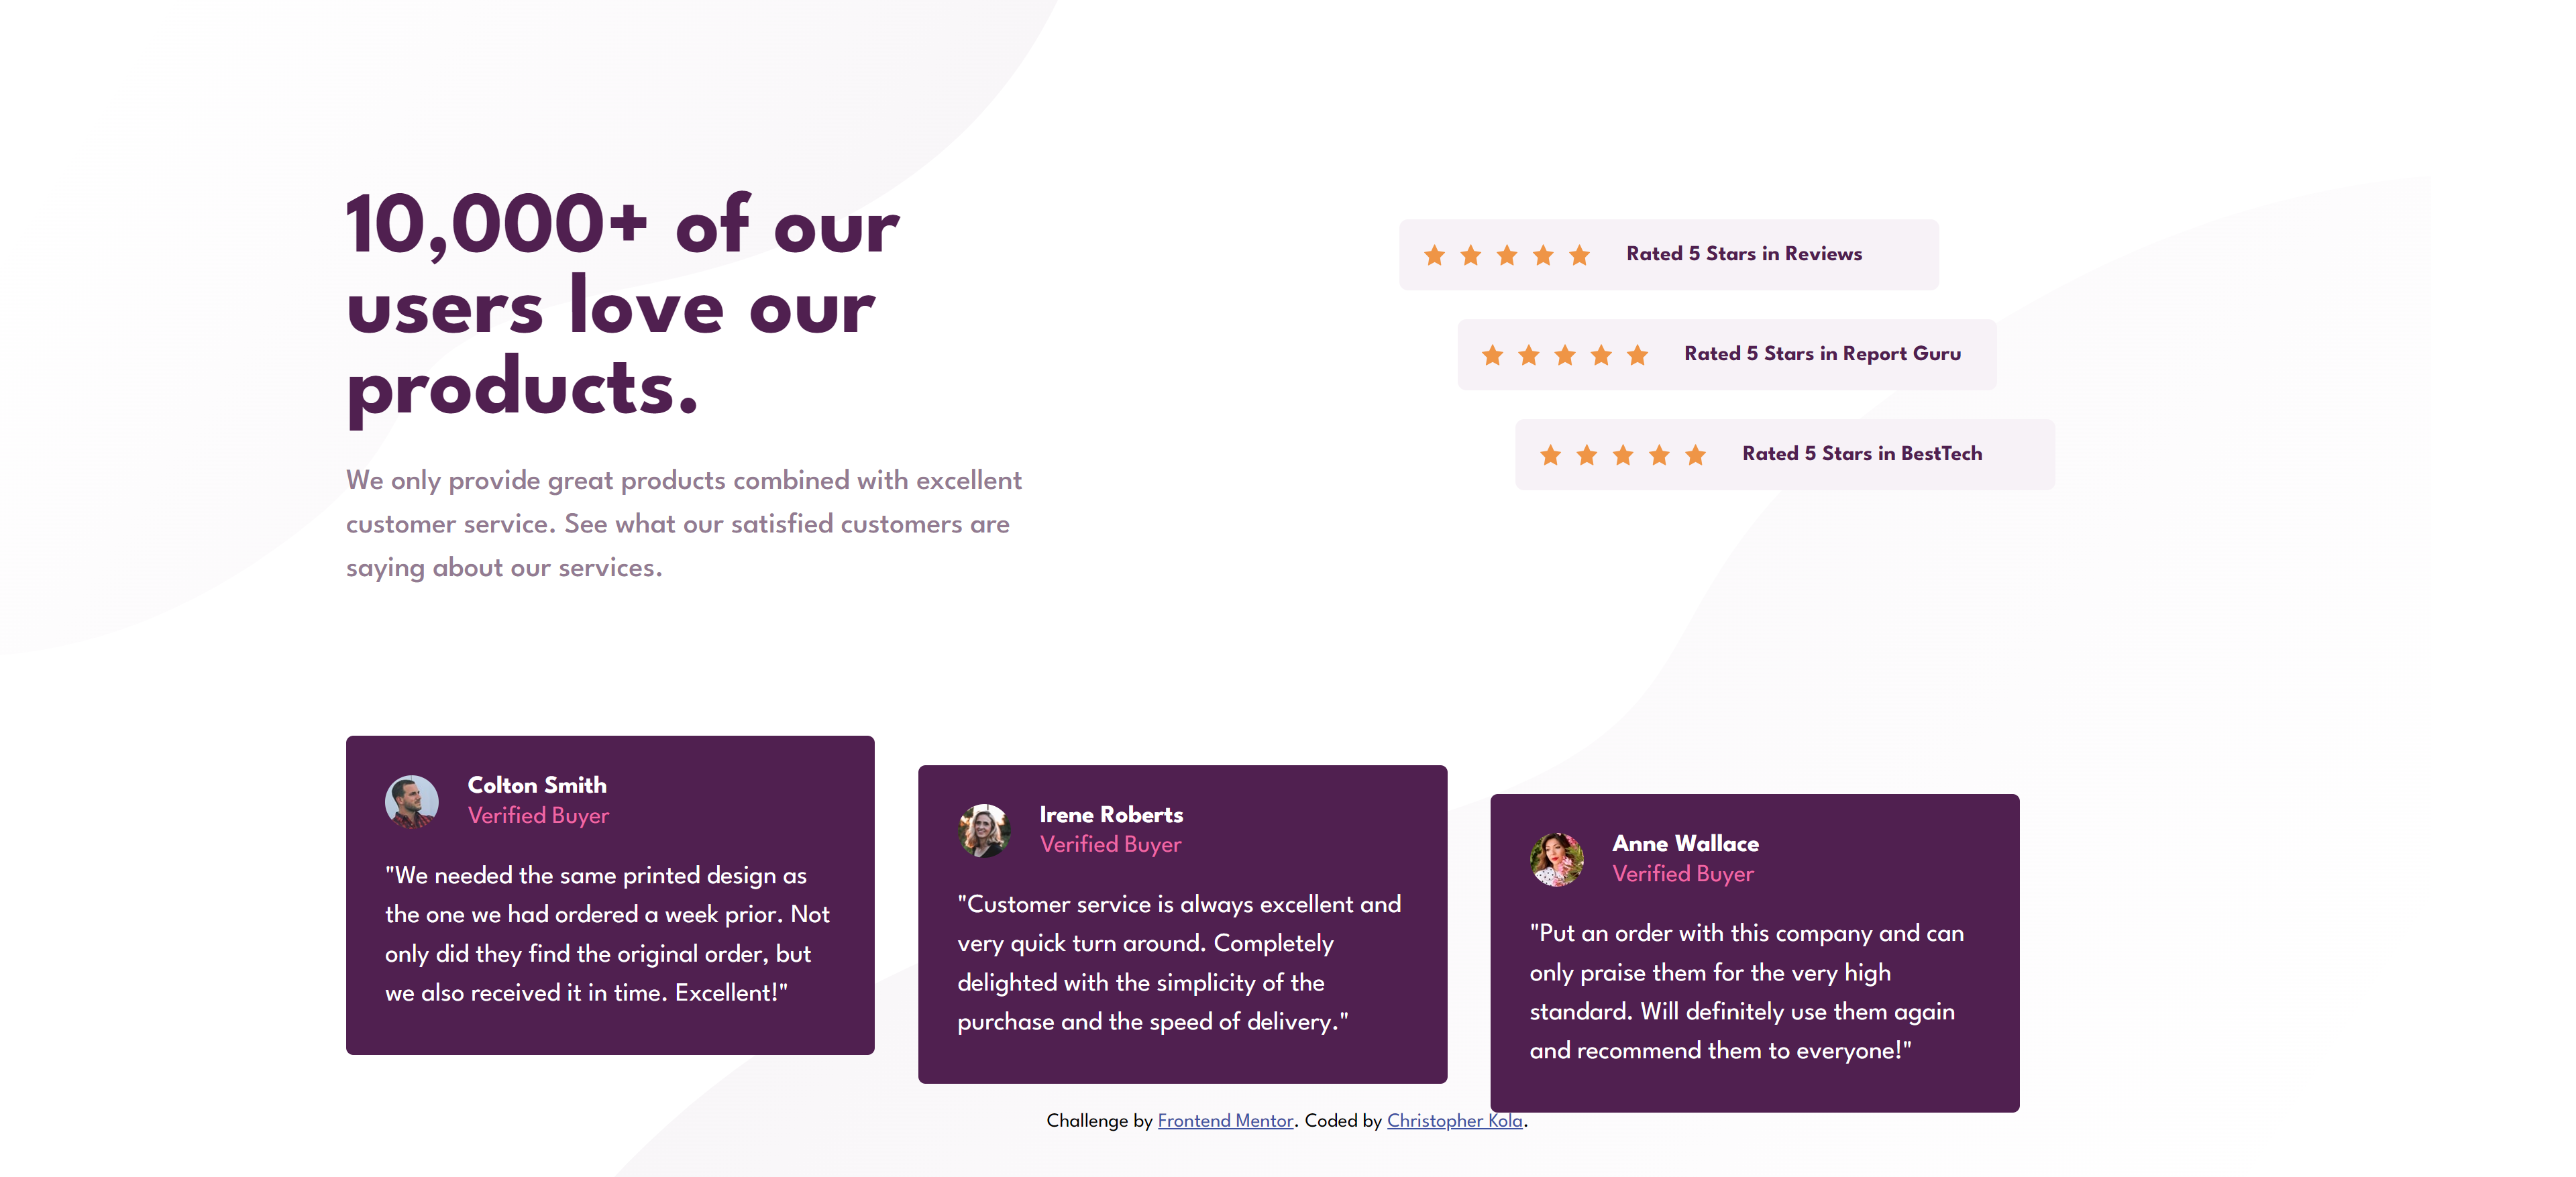 10,000+ of our
users love our
products.
We only provide great products combined with excellent
customer service. See what our satisfied customers are
saying about our services.
Rated 5 Stars in Reviews
Rated 5 Stars in Report Guru
Rated 5 Stars in BestTech
Colton Smith
Verified Buyer
"We needed the same printed design as
the one we had ordered a week prior. Not
only did they find the original order, but
we also received it in time. Excellent!"
Irene Roberts
Verified Buyer
"Customer service is always excellent and
very quick turn around. Completely
delighted with the simplicity of the
purchase and the speed of delivery."
Anne Wallace
Verified Buyer
"Put an order with this company and can
only praise them for the very high
standard. Will definitely use them again
and recommend them to everyone!"
Challenge by Frontend Mentor. Coded by Christopher Kola.